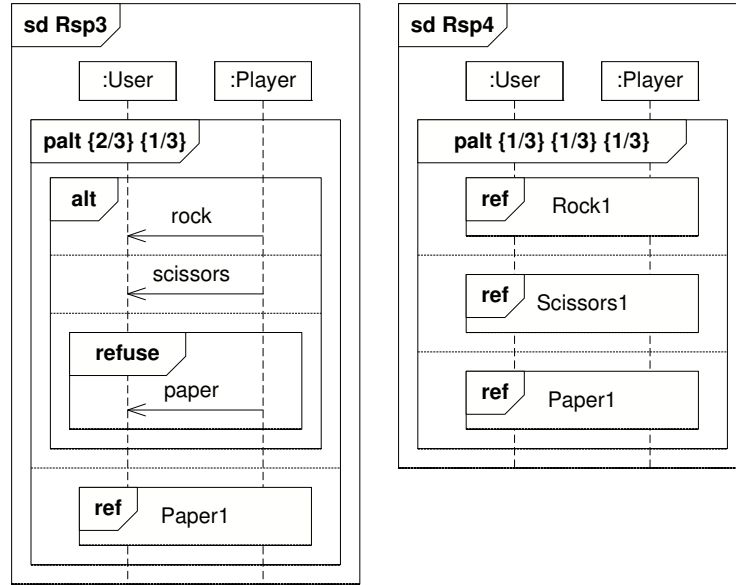 sd Rsp3
:User :Player
palt {2/3} {1/3}
alt
rock
scissors
refuse
paper
ref Paper1
sd Rsp4
:User :Player
palt {1/3} {1/3} {1/3}
ref Rock1
ref Scissors1
ref Paper1